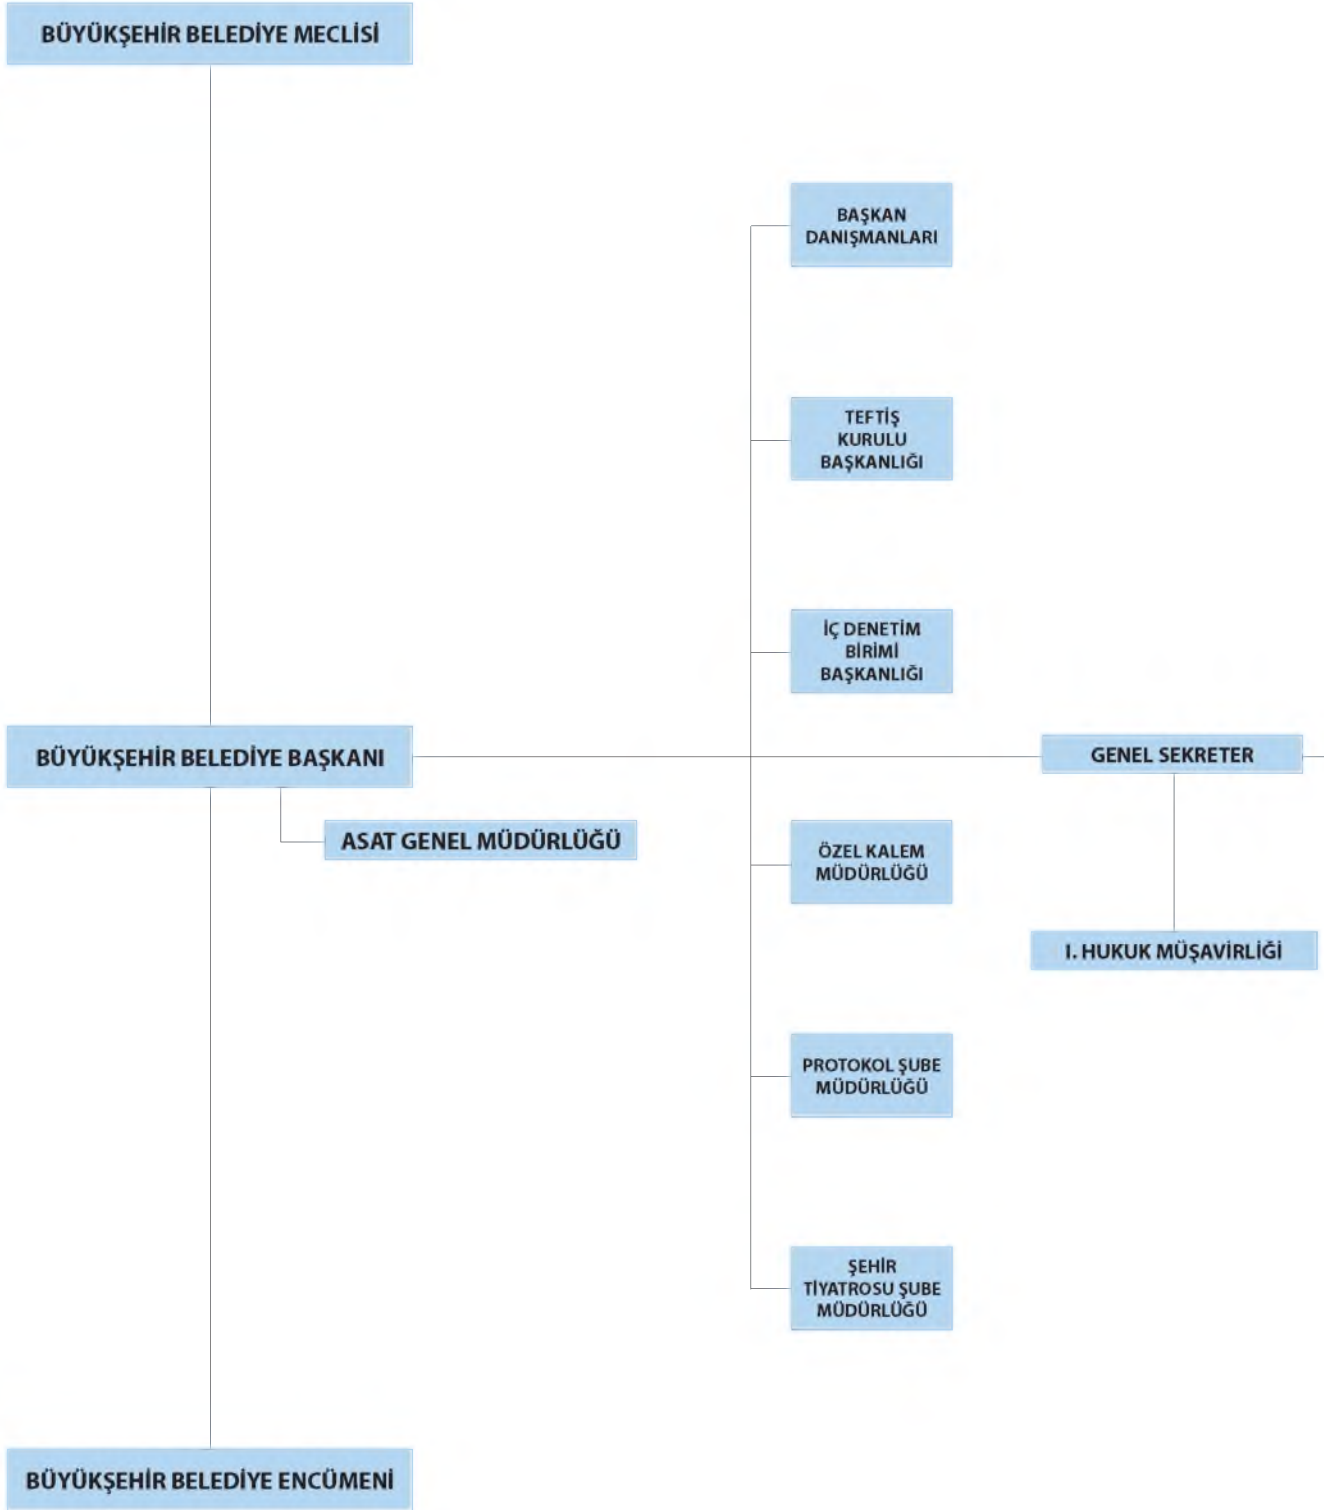 BÜYÜKŞEHİR BELEDİYE MECLİSİ
BAŞKAN
DANIŞMANLARI
TEFTİŞ
KURULU
BAŞKANLIĞI
İÇ DENETİM
BİRİMİ
BAŞKANLIĞI
BÜYÜKŞEHİR BELEDİYE BAŞKANI
GENEL SEKRETER
ASAT GENEL MÜDÜRLÜĞÜ
ÖZEL KALEM
MÜDÜRLÜĞÜ
I. HUKUK MÜŞAVİRLİĞİ
PROTOKOL ŞUBE
MÜDÜRLÜĞÜ
ŞEHİR
TİYATROSU ŞUBE
MÜDÜRLÜĞÜ
BÜYÜKŞEHİR BELEDİYE ENCÜMENİ